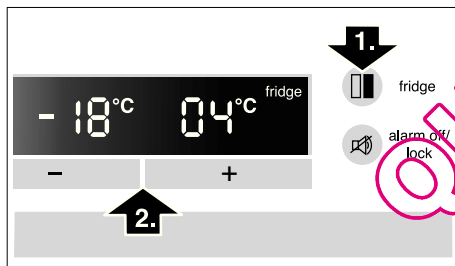 1.
-18°C 04°C fridge
fridge
alarm off/
lock
− +
2.